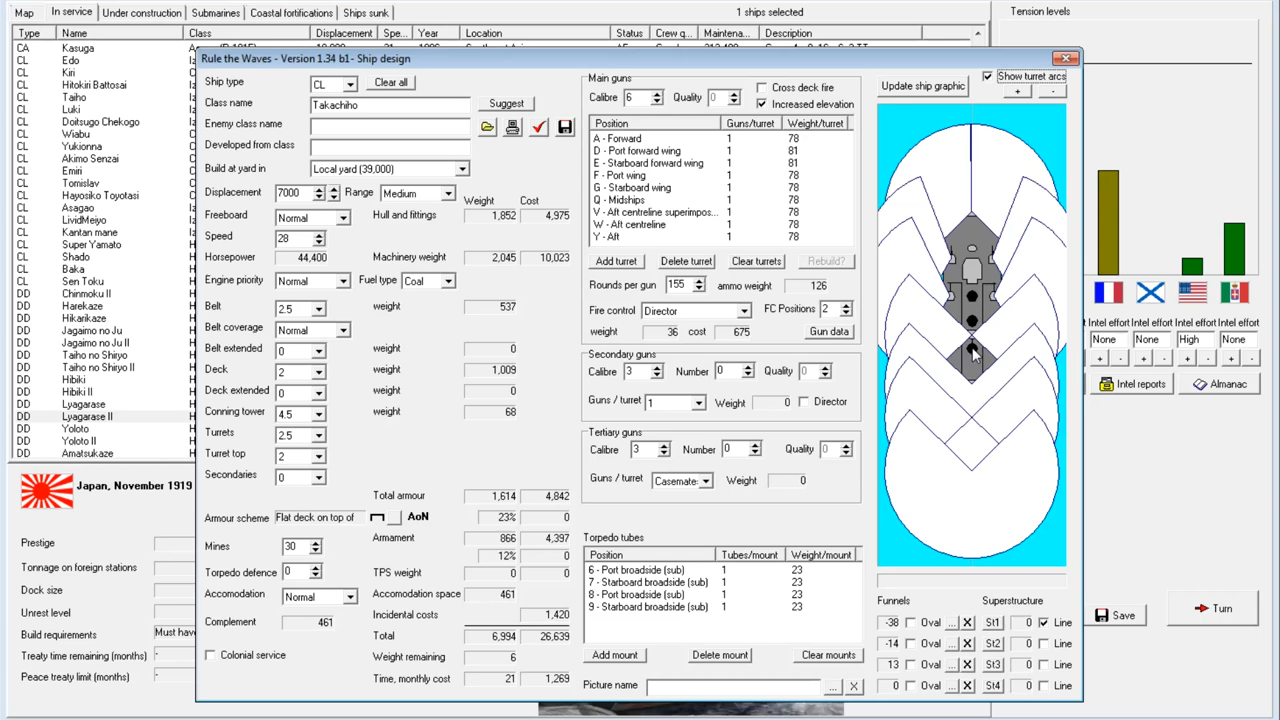 Map
In service
Under construction
Submarines
Coastal fortifications
Ships sunk
1 ships selected
Tension levels
Type Name Class Displacement Spe... Year Location Status Crew q... Maintena... Description
CA Kasuga
CL Edo
CL Kiri
CL Hitokiri Battosai
CL Taiho
CL Luki
CL Doitsugo Chekogo
CL Wiabu
CL Yukionna
CL Akimo Senzai
CL Emiri
CL Tomislav
CL Hayosiko Toyotasi
CL Asagao
CL LividMeiyo
CL Kantan mane
CL Super Yamato
CL Shado
CL Baka
CL Sen Toku
DD Chinmoku II
DD Harekaze
DD Hikarikaze
DD Jagaimo no Ju
DD Jagaimo no Ju II
DD Taiho no Shiryo
DD Taiho no Shiryo II
DD Hibiki
DD Hibiki II
DD Lyagarase
DD Lyagarase II
DD Yoloto
DD Yoloto II
DD Amatsukaze
Japan, November 1919
Prestige
Tonnage on foreign stations
Dock size
Unrest level
Build requirements Must have
Treaty time remaining (months) -
Peace treaty limit (months) -
Rule the Waves - Version 1.34 b1- Ship design
Ship type CL Clear all
Class name Takachiho Suggest
Enemy class name
Developed from class
Build at yard in Local yard (39,000)
Displacement 7000 Range Medium Weight Cost
Freeboard Normal Hull and fittings 1,852 4,975
Speed 28
Horsepower 44,400 Machinery weight 2,045 10,023
Engine priority Normal Fuel type Coal
Belt 2.5 weight 537
Belt coverage Normal
Belt extended 0 weight 0
Deck 2 weight 1,009
Deck extended 0 weight 0
Conning tower 4.5 weight 68
Turrets 2.5
Turret top 2
Secondaries 0
Total armour 1,614 4,842
Armour scheme Flat deck on top of AoN 23% 0
Mines 30 Armament 866 4,397
12% 0
Torpedo defence 0 TPS weight 0 0
Accomodation Normal Accomodation space 461
Complement 461 Incidental costs 1,420
Total 6,994 26,639
Colonial service Weight remaining 6
Time, monthly cost 21 1,269
Main guns
Calibre 6 Quality 0 Cross deck fire
Increased elevation
Position Guns/turret Weight/turret
A - Forward 1 78
D - Port forward wing 1 81
E - Starboard forward wing 1 81
F - Port wing 1 78
G - Starboard wing 1 78
Q - Midships 1 78
V - Aft centreline superimpos... 1 78
W - Aft centreline 1 78
Y - Aft 1 78
Add turret Delete turret Clear turrets Rebuild?
Rounds per gun 155 ammo weight 126
Fire control Director FC Positions 2
weight 36 cost 675 Gun data
Secondary guns
Calibre 3 Number 0 Quality 0
Guns / turret 1 Weight 0 Director
Tertiary guns
Calibre 3 Number 0 Quality 0
Guns / turret Casemates Weight 0
Torpedo tubes
Position Tubes/mount Weight/mount
6 - Port broadside (sub) 1 23
7 - Starboard broadside (sub) 1 23
8 - Port broadside (sub) 1 23
9 - Starboard broadside (sub) 1 23
Add mount Delete mount Clear mounts
Picture name ... X
Update ship graphic Show turret arcs
+ -
Funnels Superstructure
-38 Oval ... X St1 0 Line
-14 Oval ... X St2 0 Line
13 Oval ... X St3 0 Line
0 Oval ... X St4 0 Line
Intel effort Intel effort Intel effort Intel effort
None None High None
+ - + - + - + -
Intel reports Almanac
Save Turn